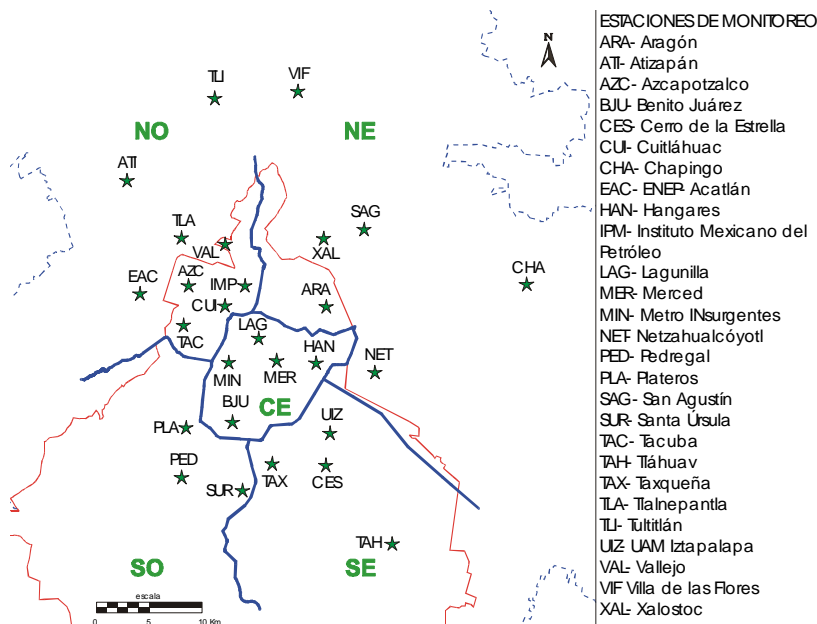 ESTACIONES DE MONITOREO
ARA- Aragón
ATI- Atizapán
AZC- Azcapotzalco
BJU- Benito Juárez
CES- Cerro de la Estrella
CUI- Cuitláhuac
CHA- Chapingo
EAC- ENEP- Acatlán
HAN- Hangares
IPM- Instituto Mexicano del
Petróleo
LAG- Lagunilla
MER- Merced
MIN- Metro INsurgentes
NET- Netzahualcóyotl
PED- Pedregal
PLA- Plateros
SAG- San Agustín
SUR- Santa Úrsula
TAC- Tacuba
TAH- Tláhuav
TAX- Taxqueña
TLA- Tlalnepantla
TLI- Tultitlán
UIZ- UAM Iztapalapa
VAL- Vallejo
VIF Villa de las Flores
XAL- Xalostoc
N
TLI
VIF
NO
NE
ATI
TLA
VAL
SAG
XAL
CHA
EAC
AZC
IMP
ARA
CUI
TAC
LAG
HAN
NET
MIN
MER
BJU
CE
PLA
UIZ
PED
SUR
TAX
CES
TAH
SO
SE
escala
0 5 10 Km